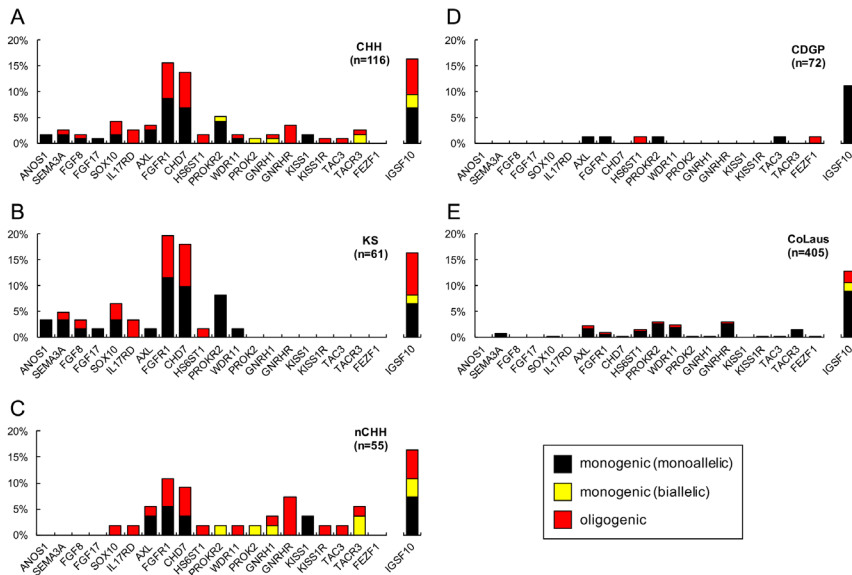 A
CHH
(n=116)
20%
15%
10%
5%
0%
ANOS1
SEMA3A
FGF8
FGF17
SOX10
IL17RD
AXL
FGFR1
CHD7
HS6ST1
PROKR2
WDR11
PROK2
GNRH1
GNRHR
KISS1
KISS1R
TAC3
TACR3
FEZF1
IGSF10
B
KS
(n=61)
20%
15%
10%
5%
0%
ANOS1
SEMA3A
FGF8
FGF17
SOX10
IL17RD
AXL
FGFR1
CHD7
HS6ST1
PROKR2
WDR11
PROK2
GNRH1
GNRHR
KISS1
KISS1R
TAC3
TACR3
FEZF1
IGSF10
C
nCHH
(n=55)
20%
15%
10%
5%
0%
ANOS1
SEMA3A
FGF8
FGF17
SOX10
IL17RD
AXL
FGFR1
CHD7
HS6ST1
PROKR2
WDR11
PROK2
GNRH1
GNRHR
KISS1
KISS1R
TAC3
TACR3
FEZF1
IGSF10
D
CDGP
(n=72)
20%
15%
10%
5%
0%
ANOS1
SEMA3A
FGF8
FGF17
SOX10
IL17RD
AXL
FGFR1
CHD7
HS6ST1
PROKR2
WDR11
PROK2
GNRH1
GNRHR
KISS1
KISS1R
TAC3
TACR3
FEZF1
IGSF10
E
CoLaus
(n=405)
20%
15%
10%
5%
0%
ANOS1
SEMA3A
FGF8
FGF17
SOX10
IL17RD
AXL
FGFR1
CHD7
HS6ST1
PROKR2
WDR11
PROK2
GNRH1
GNRHR
KISS1
KISS1R
TAC3
TACR3
FEZF1
IGSF10
monogenic (monoallelic)
monogenic (biallelic)
oligogenic